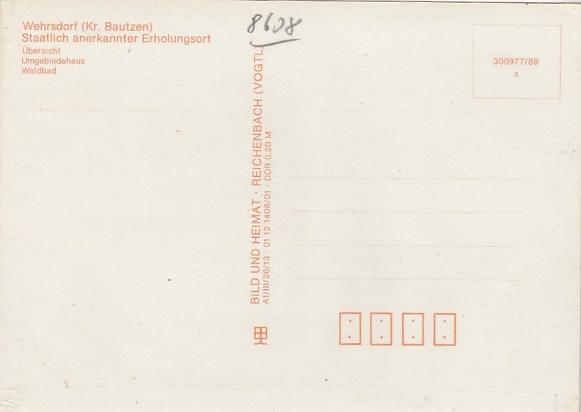 Wehrsdorf (Kr. Bautzen)
Staatlich anerkannter Erholungsort
Übersicht
Umgebindehaus
Waldbad
8608
300977/89
x
BILD UND HEIMAT · REICHENBACH (VOGTL)
A1/III/26/13 · 01 12 1406/01 · DDR 0,20 M